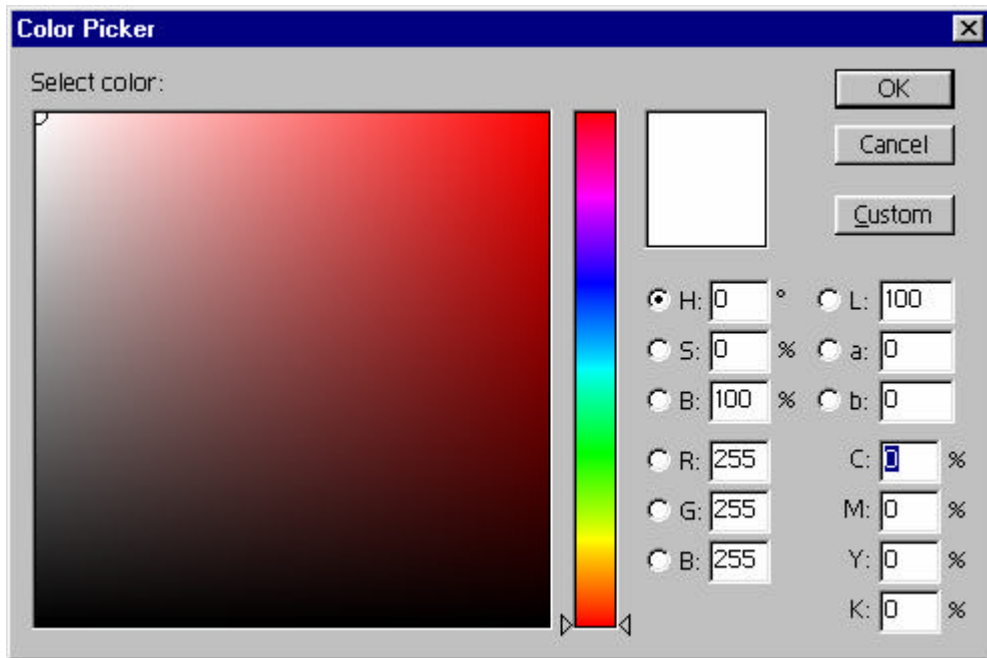 Color Picker
Select color:
OK
Cancel
Custom
H: 0 ° L: 100
S: 0 % a: 0
B: 100 % b: 0
R: 255 C: 0 %
G: 255 M: 0 %
B: 255 Y: 0 %
K: 0 %